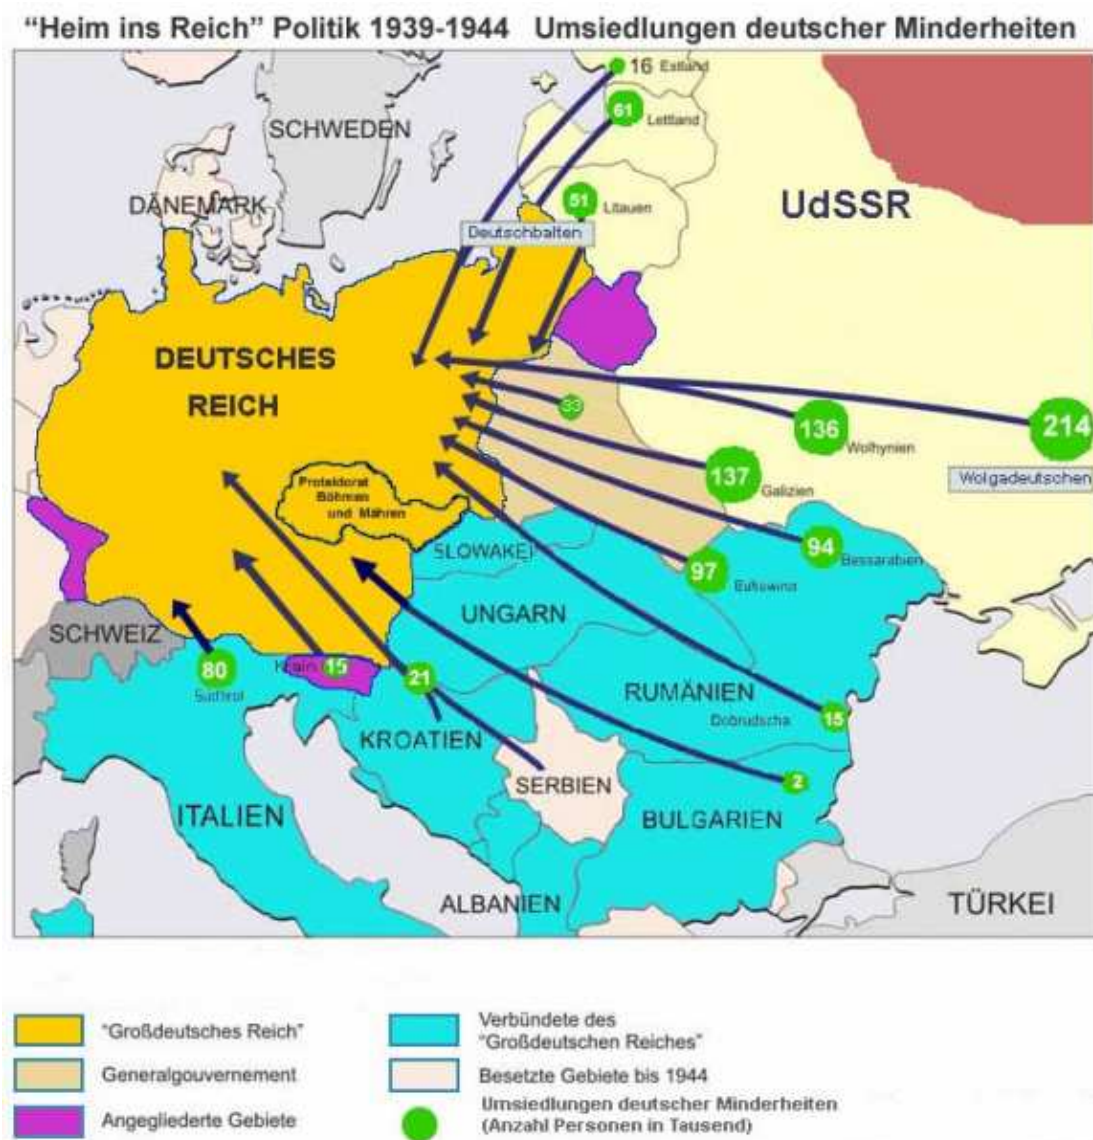 “Heim ins Reich” Politik 1939-1944 Umsiedlungen deutscher Minderheiten
16 Estland
SCHWEDEN
61
Lettland
DÄNEMARK
51
Litauen
UdSSR
Deutschbalten
DEUTSCHES
REICH
33
136
Wolhynien
214
Wolgadeutschen
137
Galizien
Protektorat
Böhman
und Mähren
SLOWAKEI
94
Bessarabien
97
UNGARN
SCHWEIZ
80
Südtirol
Krain 15
21
RUMÄNIEN
Dobrudscha 15
KROATIEN
SERBIEN
2
ITALIEN
BULGARIEN
ALBANIEN
TÜRKEI
“Großdeutsches Reich”
Generalgouvernement
Angegliederte Gebiete
Verbündete des
“Großdeutschen Reiches”
Besetzte Gebiete bis 1944
Umsiedlungen deutscher Minderheiten
(Anzahl Personen in Tausend)